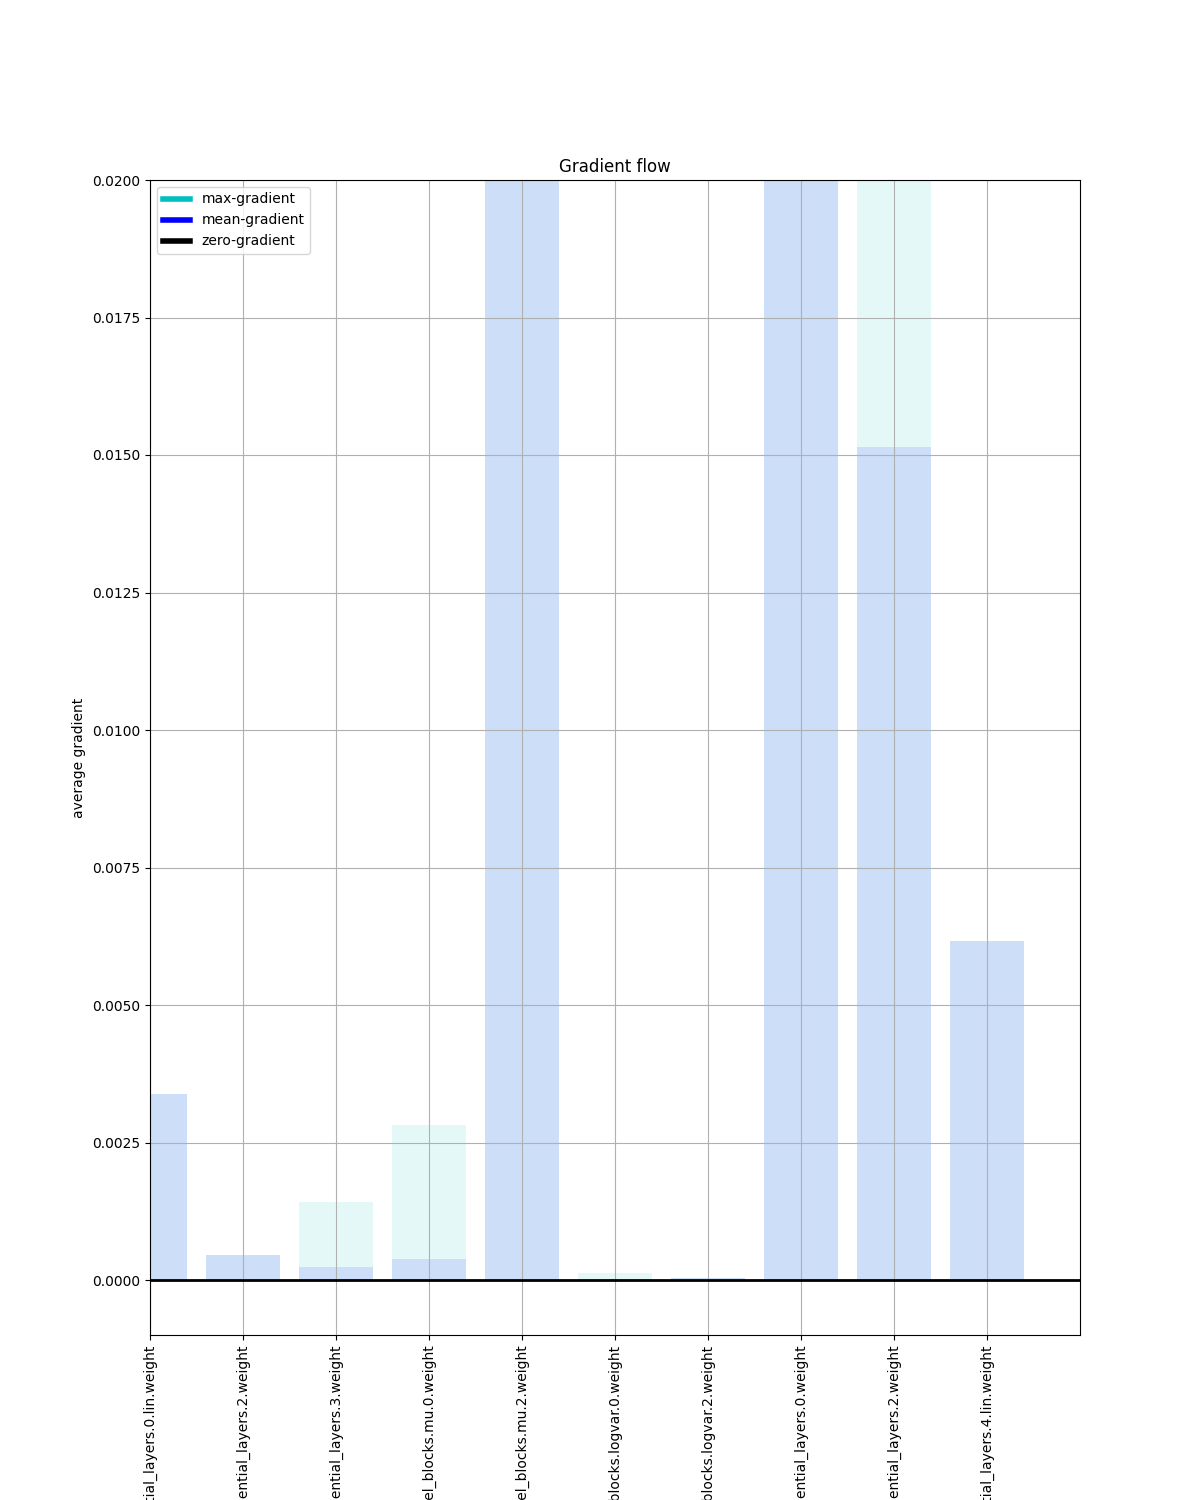 Gradient flow
max-gradient
mean-gradient
zero-gradient
0.0200
0.0175
0.0150
0.0125
0.0100
0.0075
0.0050
0.0025
0.0000
average gradient
tial_layers.0.lin.weight
ential_layers.2.weight
ential_layers.3.weight
el_blocks.mu.0.weight
el_blocks.mu.2.weight
blocks.logvar.0.weight
blocks.logvar.2.weight
ential_layers.0.weight
ential_layers.2.weight
tial_layers.4.lin.weight